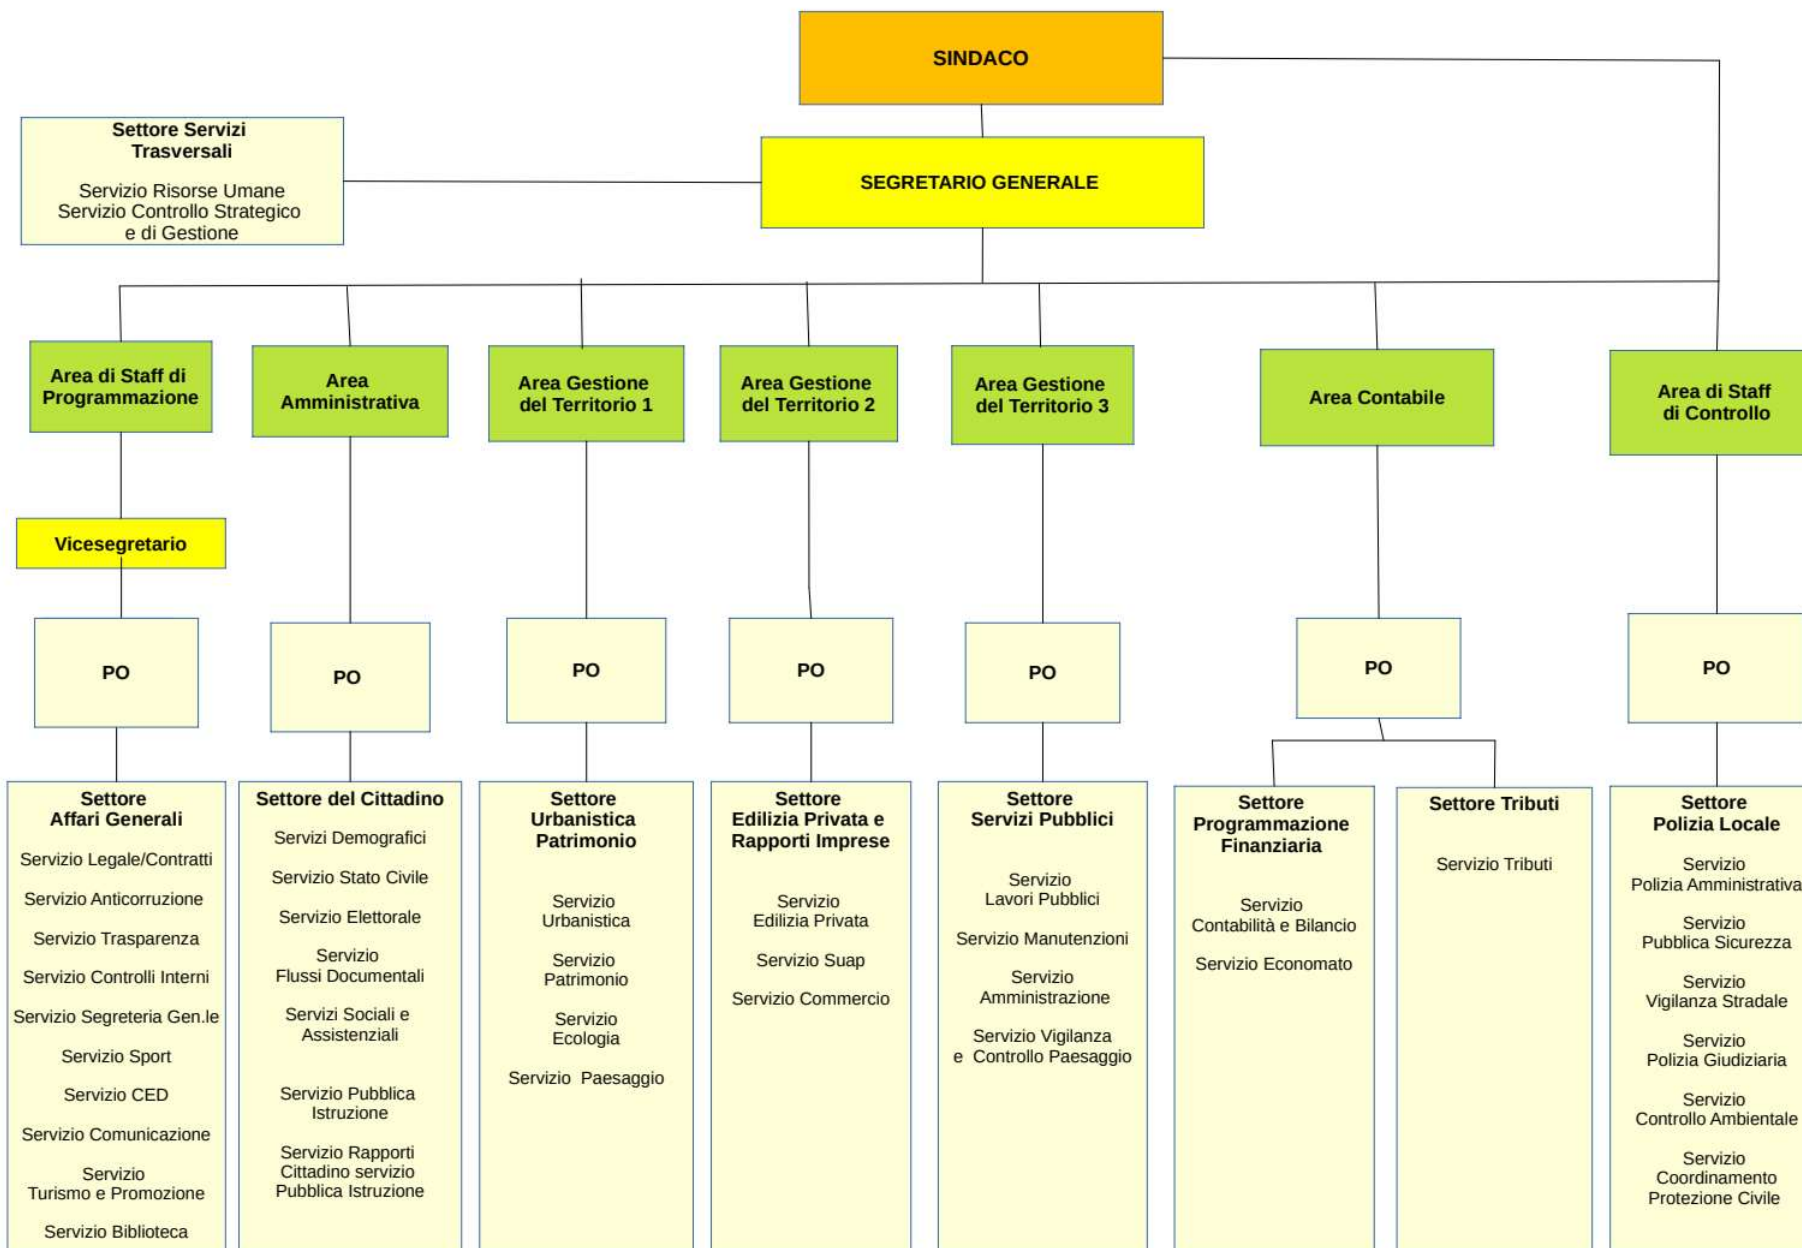 SINDACO
Settore Servizi
Trasversali
Servizio Risorse Umane
Servizio Controllo Strategico
e di Gestione
SEGRETARIO GENERALE
Area di Staff di
Programmazione
Area
Amministrativa
Area Gestione
del Territorio 1
Area Gestione
del Territorio 2
Area Gestione
del Territorio 3
Area Contabile
Area di Staff
di Controllo
Vicesegretario
PO
PO
PO
PO
PO
PO
PO
Settore
Affari Generali
Servizio Legale/Contratti
Servizio Anticorruzione
Servizio Trasparenza
Servizio Controlli Interni
Servizio Segreteria Gen.le
Servizio Sport
Servizio CED
Servizio Comunicazione
Servizio
Turismo e Promozione
Servizio Biblioteca
Settore del Cittadino
Servizi Demografici
Servizio Stato Civile
Servizio Elettorale
Servizio
Flussi Documentali
Servizi Sociali e
Assistenziali
Servizio Pubblica
Istruzione
Servizio Rapporti
Cittadino servizio
Pubblica Istruzione
Settore
Urbanistica
Patrimonio
Servizio
Urbanistica
Servizio
Patrimonio
Servizio
Ecologia
Servizio Paesaggio
Settore
Edilizia Privata e
Rapporti Imprese
Servizio
Edilizia Privata
Servizio Suap
Servizio Commercio
Settore
Servizi Pubblici
Servizio
Lavori Pubblici
Servizio Manutenzioni
Servizio
Amministrazione
Servizio Vigilanza
e Controllo Paesaggio
Settore
Programmazione
Finanziaria
Servizio
Contabilità e Bilancio
Servizio Economato
Settore Tributi
Servizio Tributi
Settore
Polizia Locale
Servizio
Polizia Amministrativa
Servizio
Pubblica Sicurezza
Servizio
Vigilanza Stradale
Servizio
Polizia Giudiziaria
Servizio
Controllo Ambientale
Servizio
Coordinamento
Protezione Civile